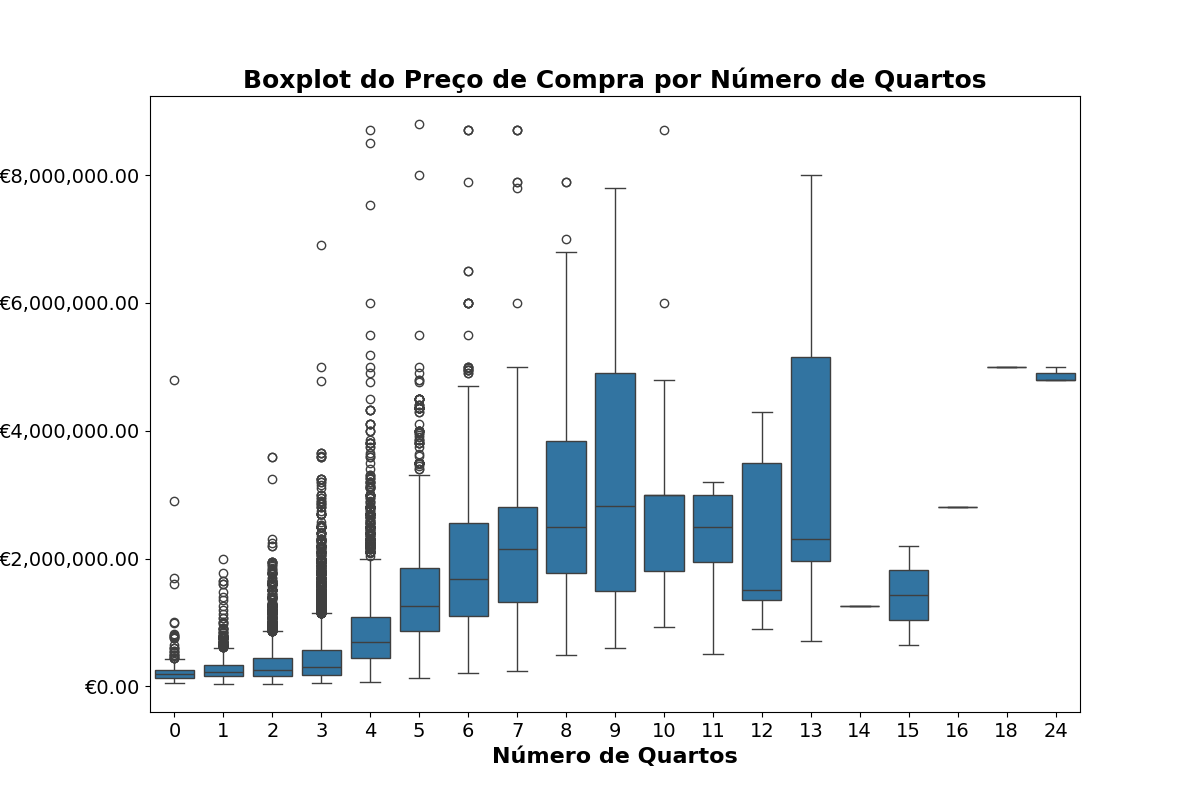 Boxplot do Preço de Compra por Número de Quartos
€8,000,000.00
€6,000,000.00
€4,000,000.00
€2,000,000.00
€0.00
0 1 2 3 4 5 6 7 8 9 10 11 12 13 14 15 16 18 24
Número de Quartos